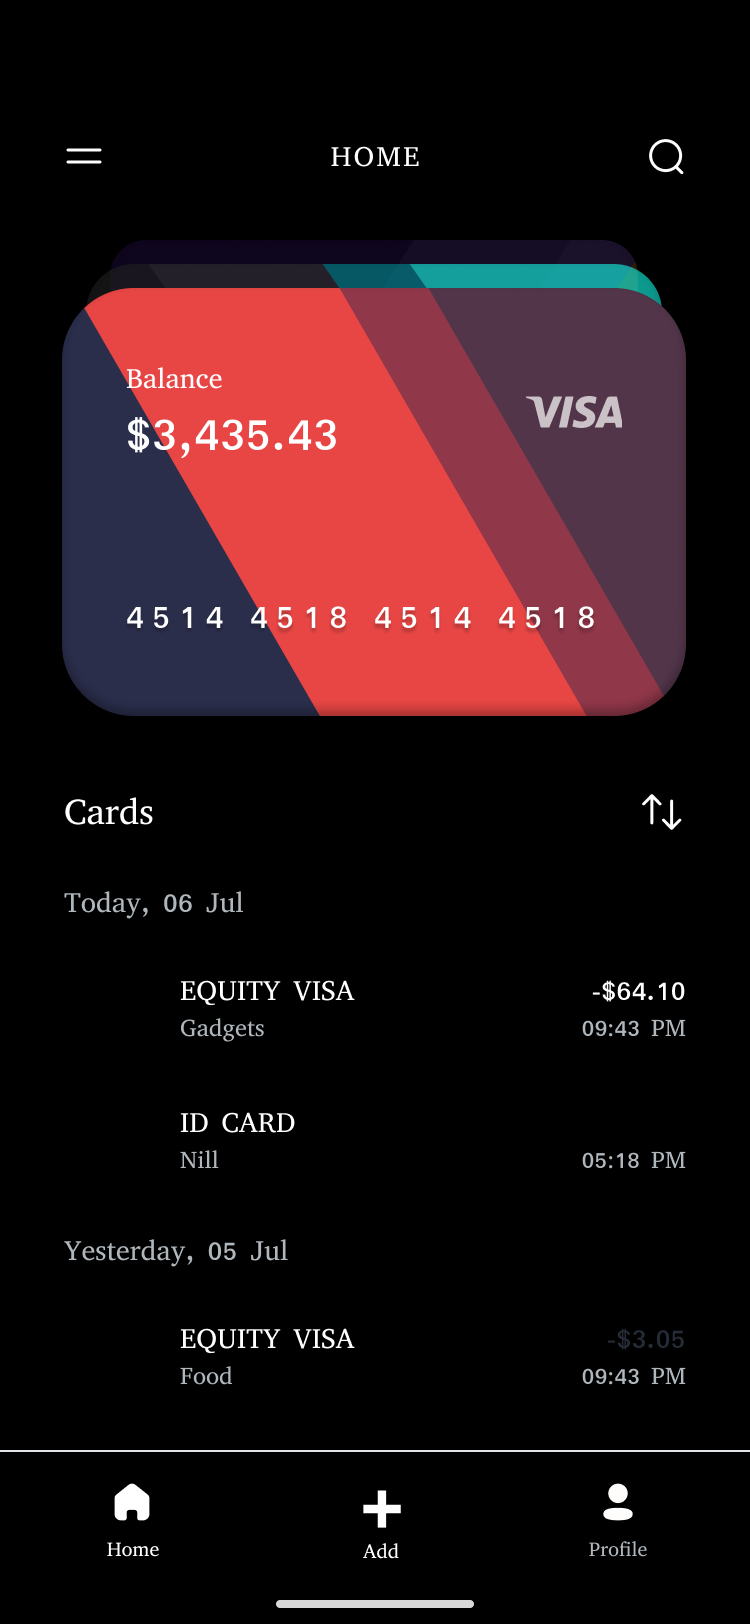 HOME
Balance
$3,435.43
VISA
4514 4518 4514 4518
Cards
Today, 06 Jul
EQUITY VISA -$64.10
Gadgets 09:43 PM
ID CARD
Nill 05:18 PM
Yesterday, 05 Jul
EQUITY VISA -$3.05
Food 09:43 PM
Home Add Profile